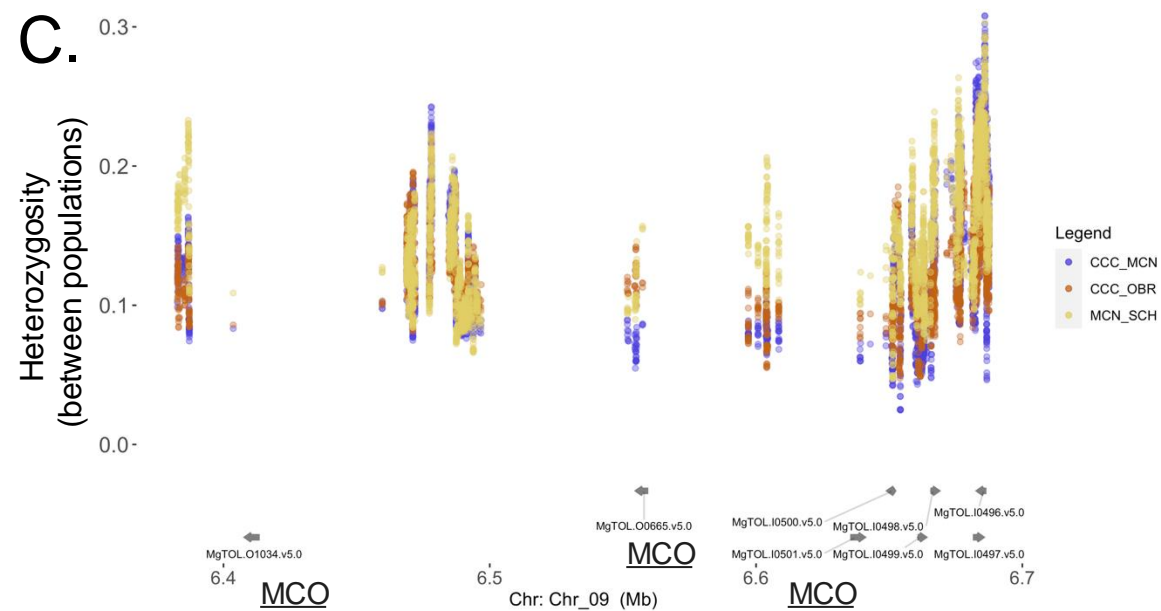 C.
Heterozygosity
(between populations)
0.3
0.2
0.1
0.0
Legend
CCC_MCN
CCC_OBR
MCN_SCH
MgTOL.O1034.v5.0
MgTOL.O0665.v5.0
MgTOL.I0500.v5.0
MgTOL.I0498.v5.0
MgTOL.I0496.v5.0
MgTOL.I0501.v5.0
MgTOL.I0499.v5.0
MgTOL.I0497.v5.0
MCO
6.4
6.5
6.6
6.7
MCO
Chr: Chr_09 (Mb)
MCO